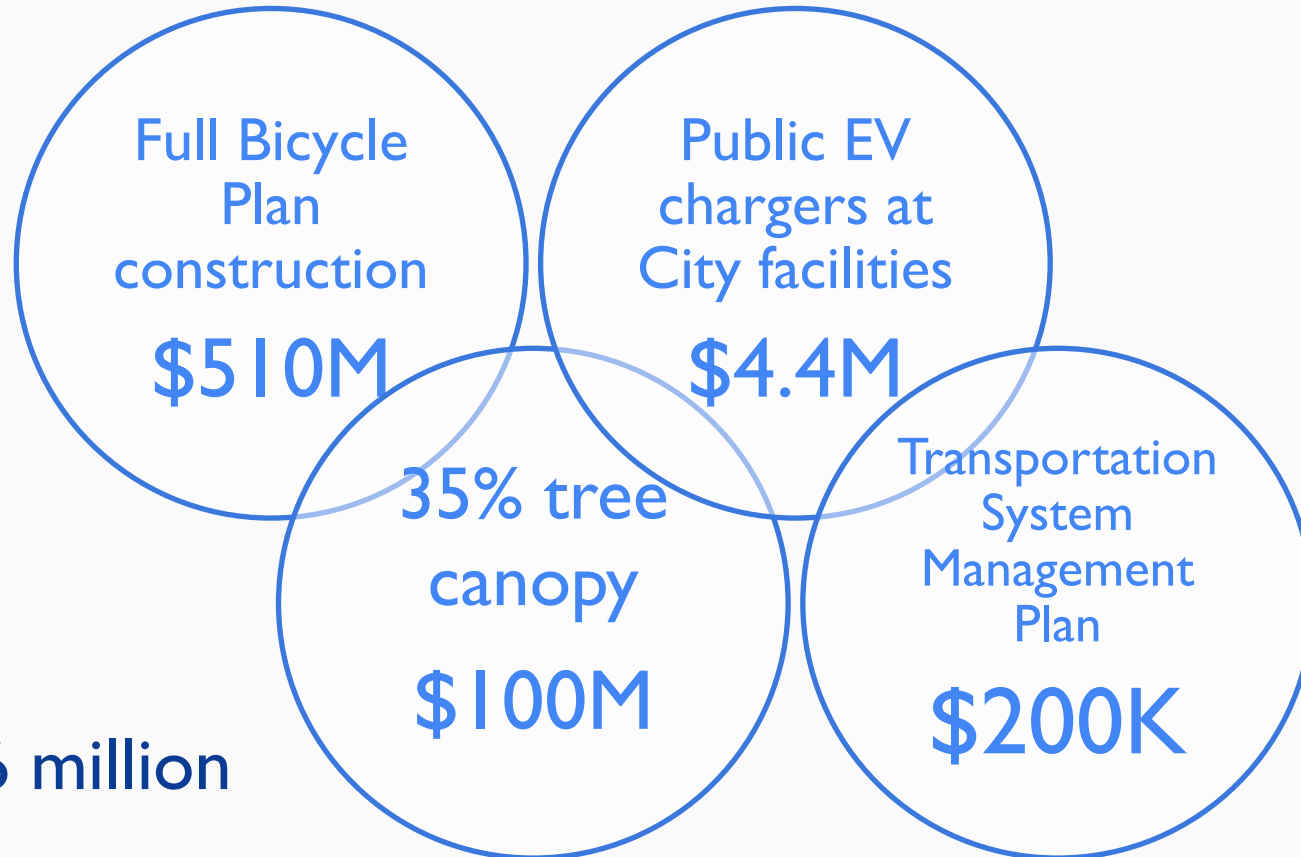 Full Bicycle
Plan
construction
$510M
Public EV
chargers at
City facilities
$4.4M
35% tree
canopy
$100M
Transportation
System
Management
Plan
$200K
million